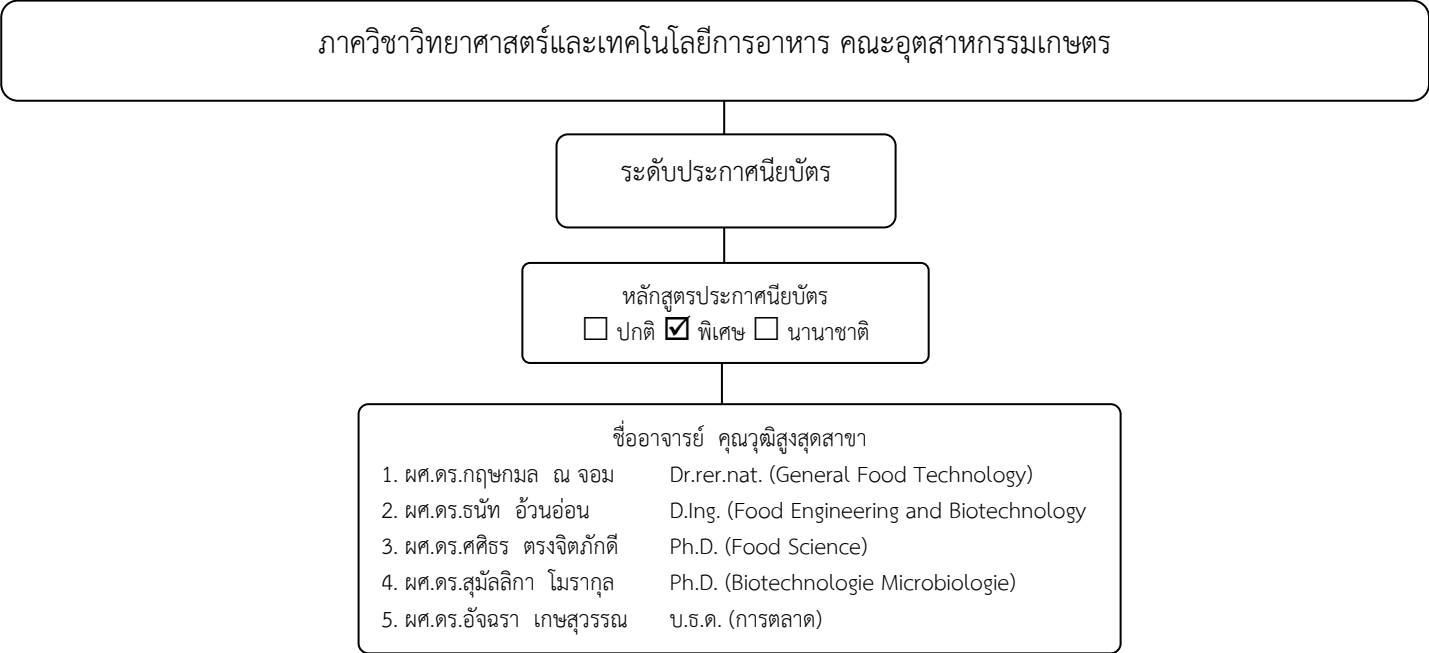 ภาควิชาวิทยาศาสตร์และเทคโนโลยีการอาหาร คณะอุตสาหกรรมเกษตร
ระดับประกาศนียบัตร
หลักสูตรประกาศนียบัตร
☐ ปกติ ☑ พิเศษ ☐ นานาชาติ
ชื่ออาจารย์ คุณวุฒิสูงสุดสาขา
1. ผศ.ดร.กฤษกมล ณ จอม Dr.rer.nat. (General Food Technology)
2. ผศ.ดร.ธนัท อ้วนอ่อน D.Ing. (Food Engineering and Biotechnology
3. ผศ.ดร.ศศิธร ตรงจิตภักดี Ph.D. (Food Science)
4. ผศ.ดร.สุมัลลิกา โมรากุล Ph.D. (Biotechnologie Microbiologie)
5. ผศ.ดร.อัจฉรา เกษสุวรรณ บ.ธ.ด. (การตลาด)